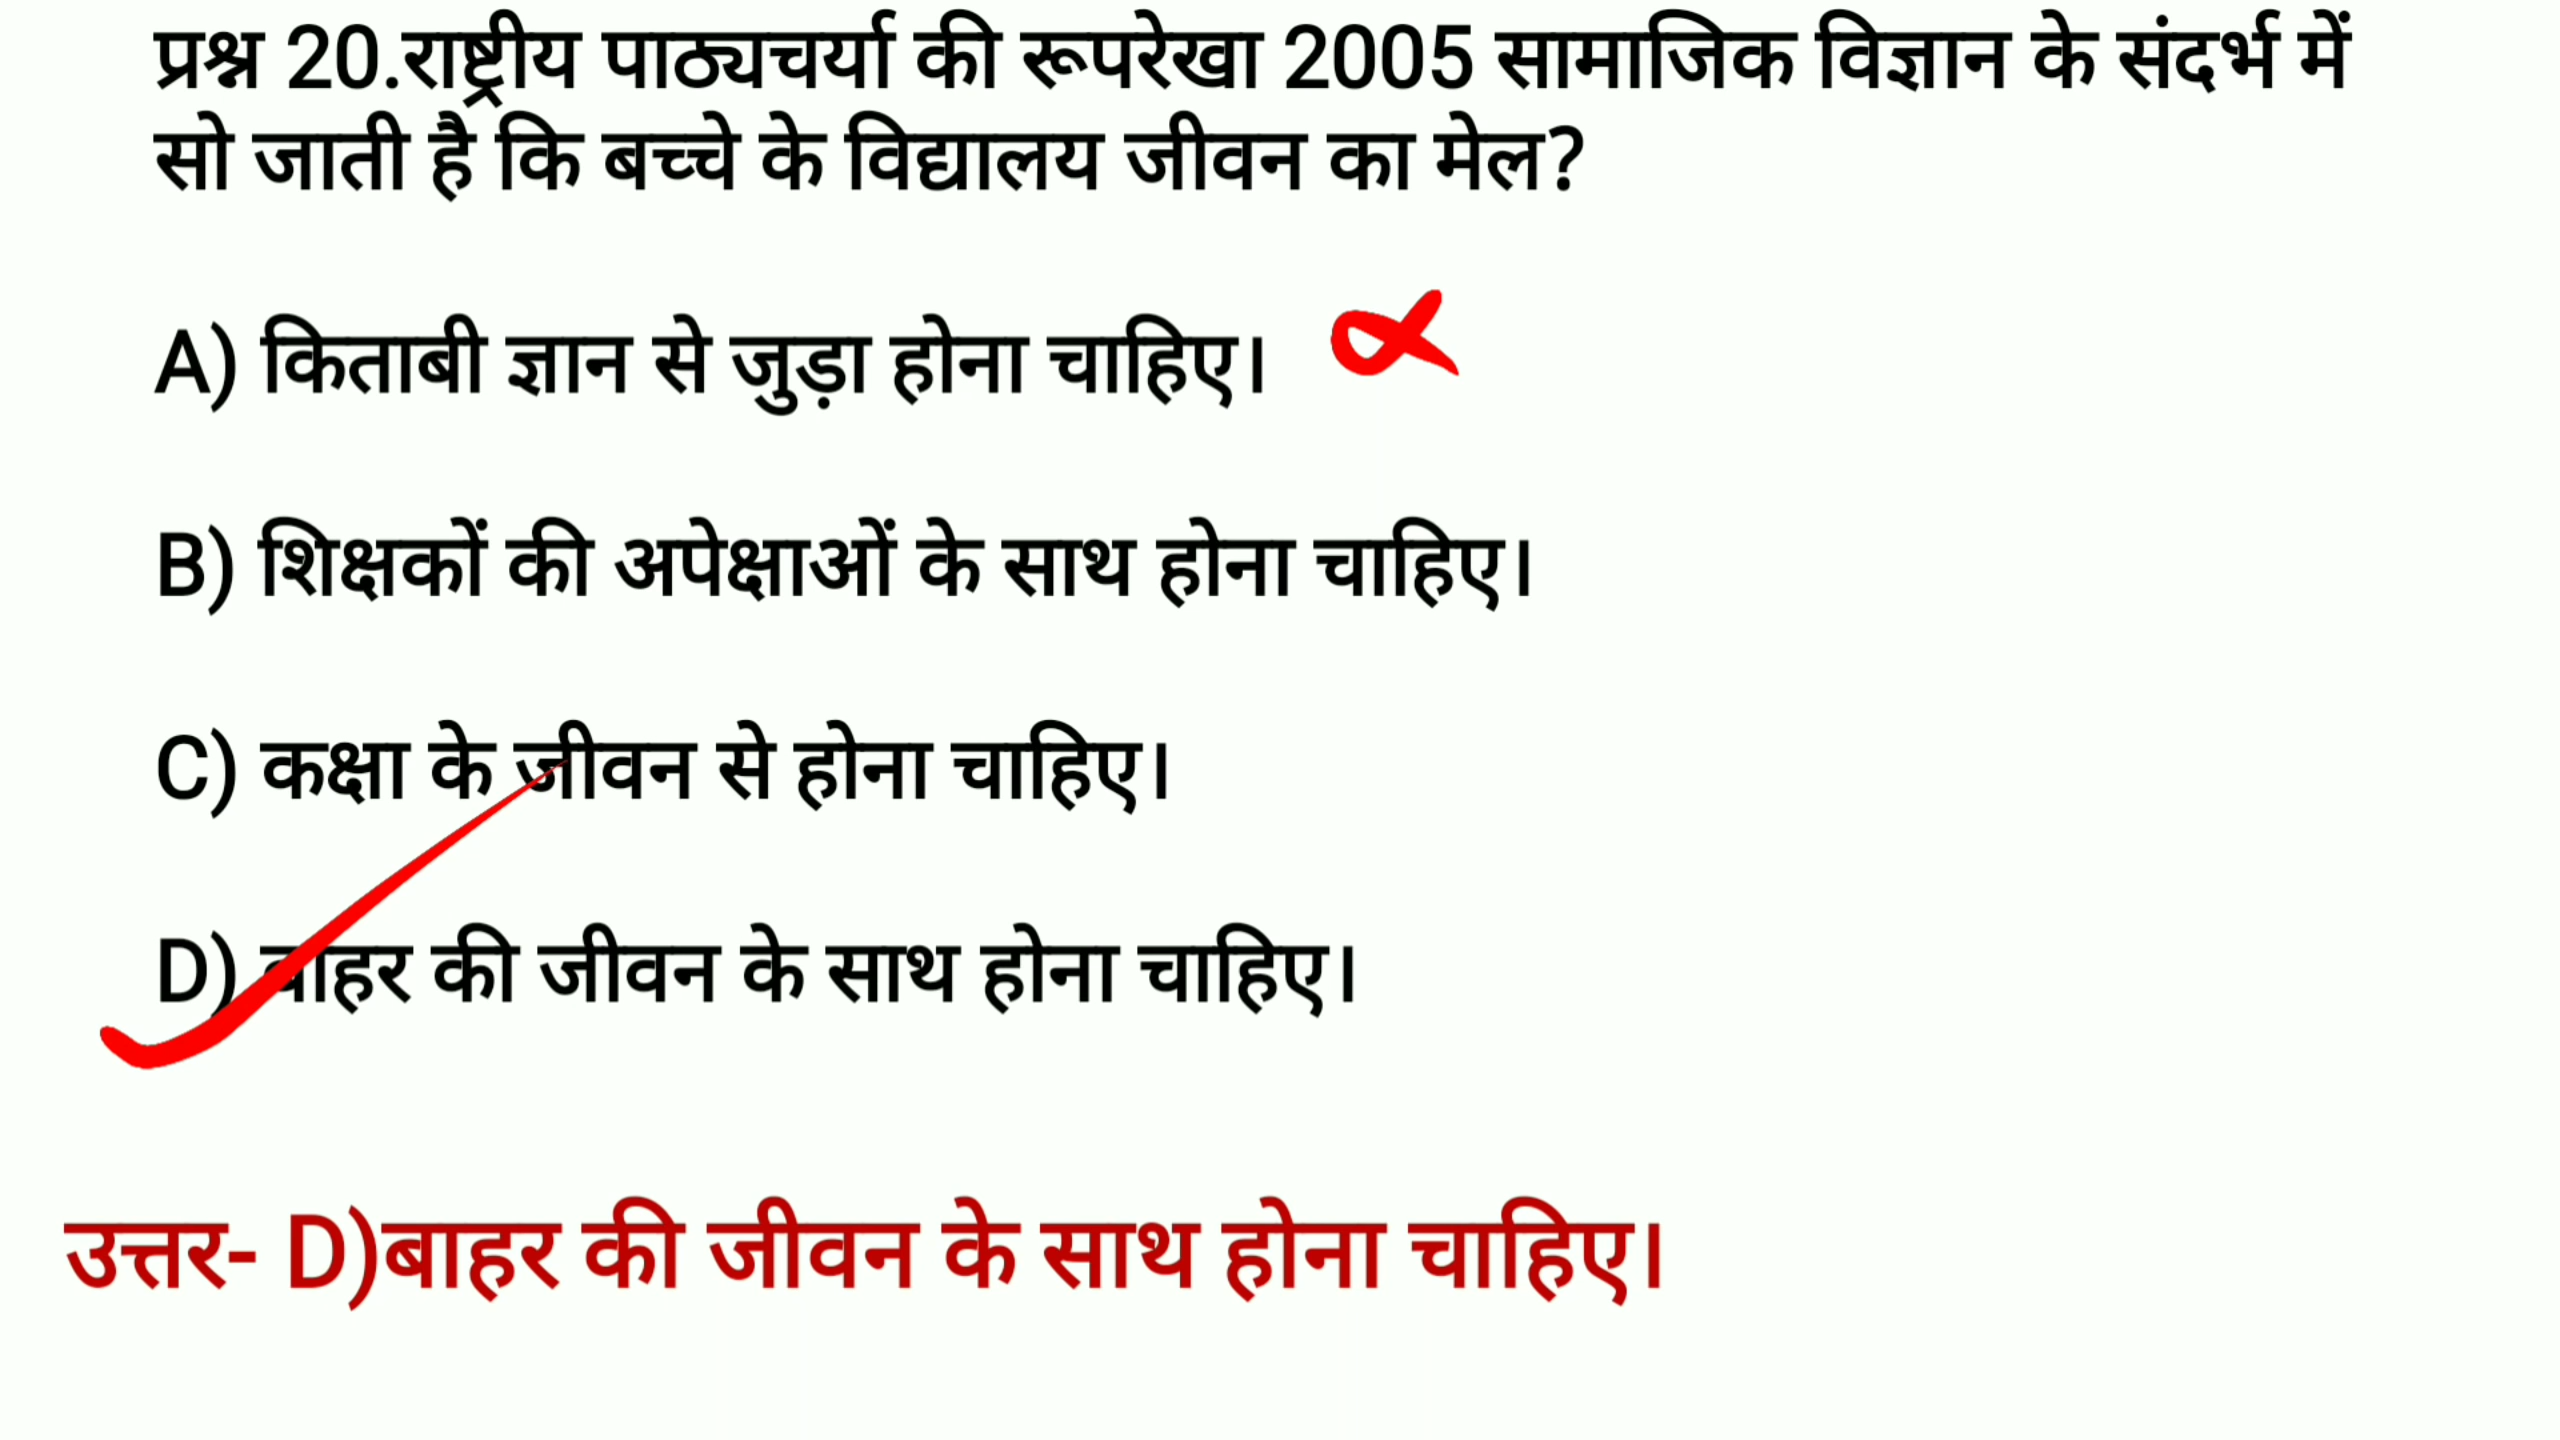 प्रश्न 20.राष्ट्रीय पाठ्यचर्या की रूपरेखा 2005 सामाजिक विज्ञान के संदर्भ में
सो जाती है कि बच्चे के विद्यालय जीवन का मेल?
A) किताबी ज्ञान से जुड़ा होना चाहिए।
B) शिक्षकों की अपेक्षाओं के साथ होना चाहिए।
C) कक्षा के जीवन से होना चाहिए।
D) बाहर की जीवन के साथ होना चाहिए।
उत्तर- D)बाहर की जीवन के साथ होना चाहिए।